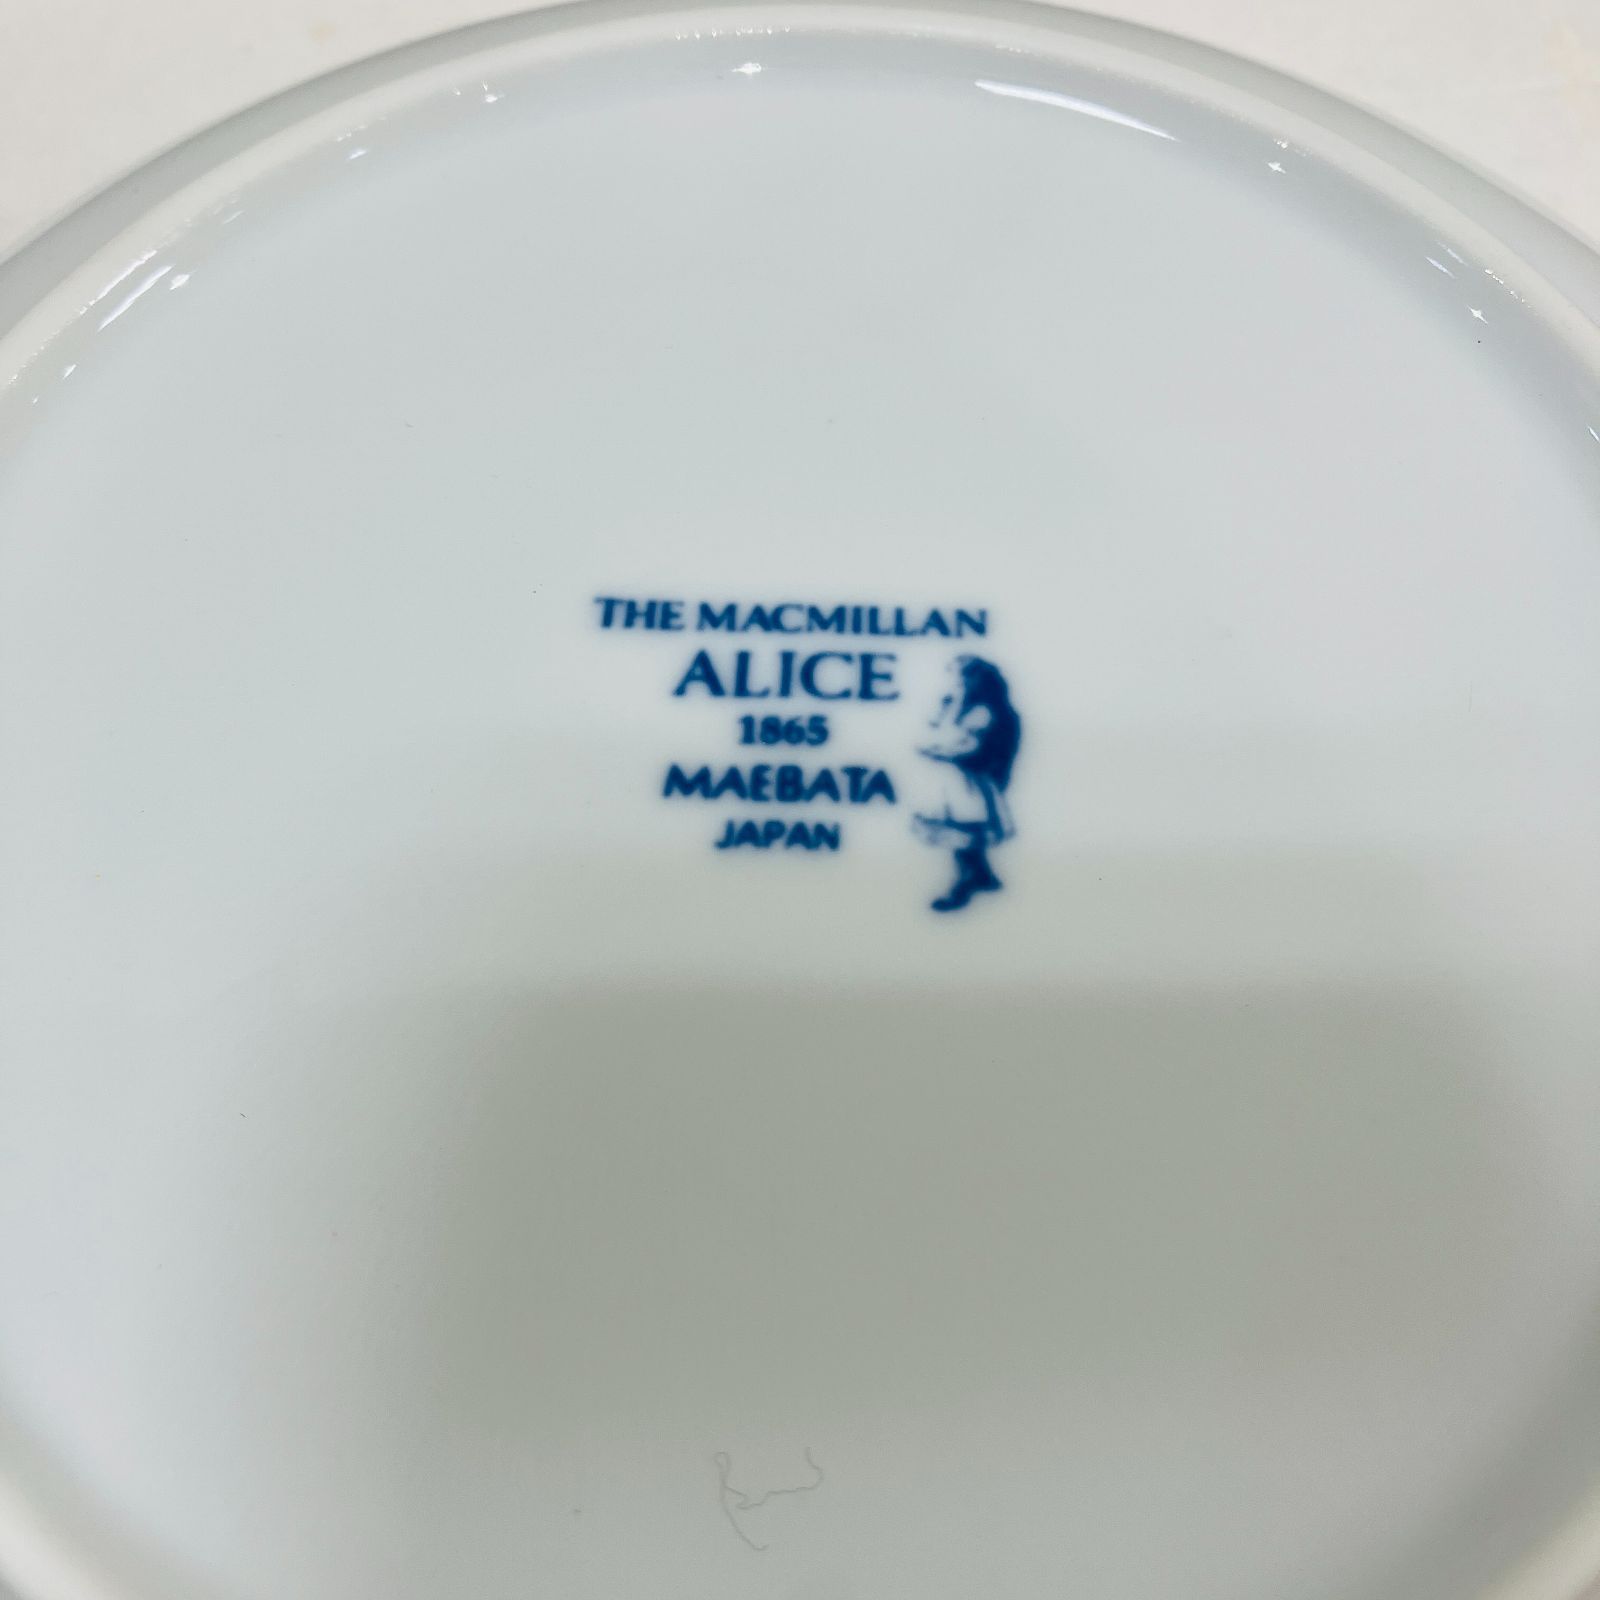 THE MACMILLAN
ALICE
1865
MAEBATA
JAPAN